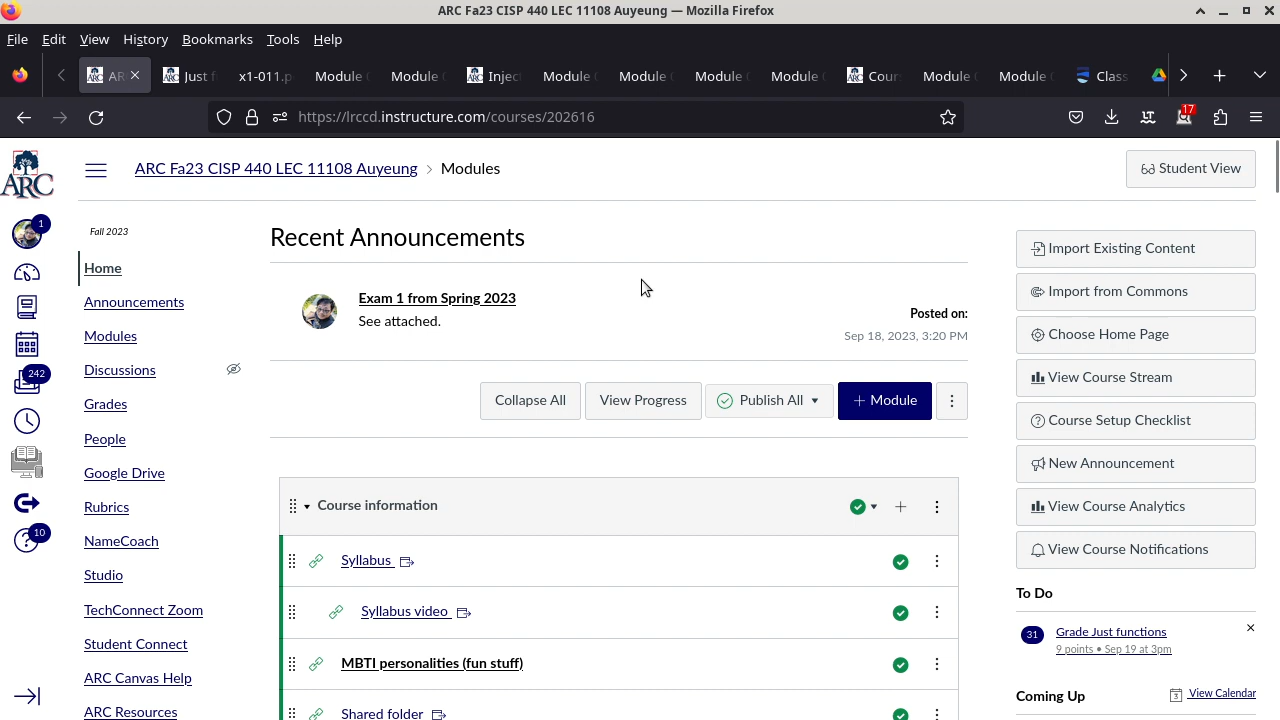 ARC Fa23 CISP 440 LEC 11108 Auyeung — Mozilla Firefox
File Edit View History Bookmarks Tools Help
AR Just f x1-011.p Module Module Injec Module Module Module Module Cour Module Module Class
https://lrccd.instructure.com/courses/202616
17
ARC
ARC Fa23 CISP 440 LEC 11108 Auyeung > Modules
Student View
1
242
10
Fall 2023
Home
Announcements
Modules
Discussions
Grades
People
Google Drive
Rubrics
NameCoach
Studio
TechConnect Zoom
Student Connect
ARC Canvas Help
ARC Resources
Recent Announcements
Exam 1 from Spring 2023
See attached.
Posted on:
Sep 18, 2023, 3:20 PM
Collapse All View Progress Publish All + Module
Course information
Syllabus
Syllabus video
MBTI personalities (fun stuff)
Shared folder
Import Existing Content
Import from Commons
Choose Home Page
View Course Stream
Course Setup Checklist
New Announcement
View Course Analytics
View Course Notifications
To Do
31 Grade Just functions
9 points • Sep 19 at 3pm
Coming Up View Calendar